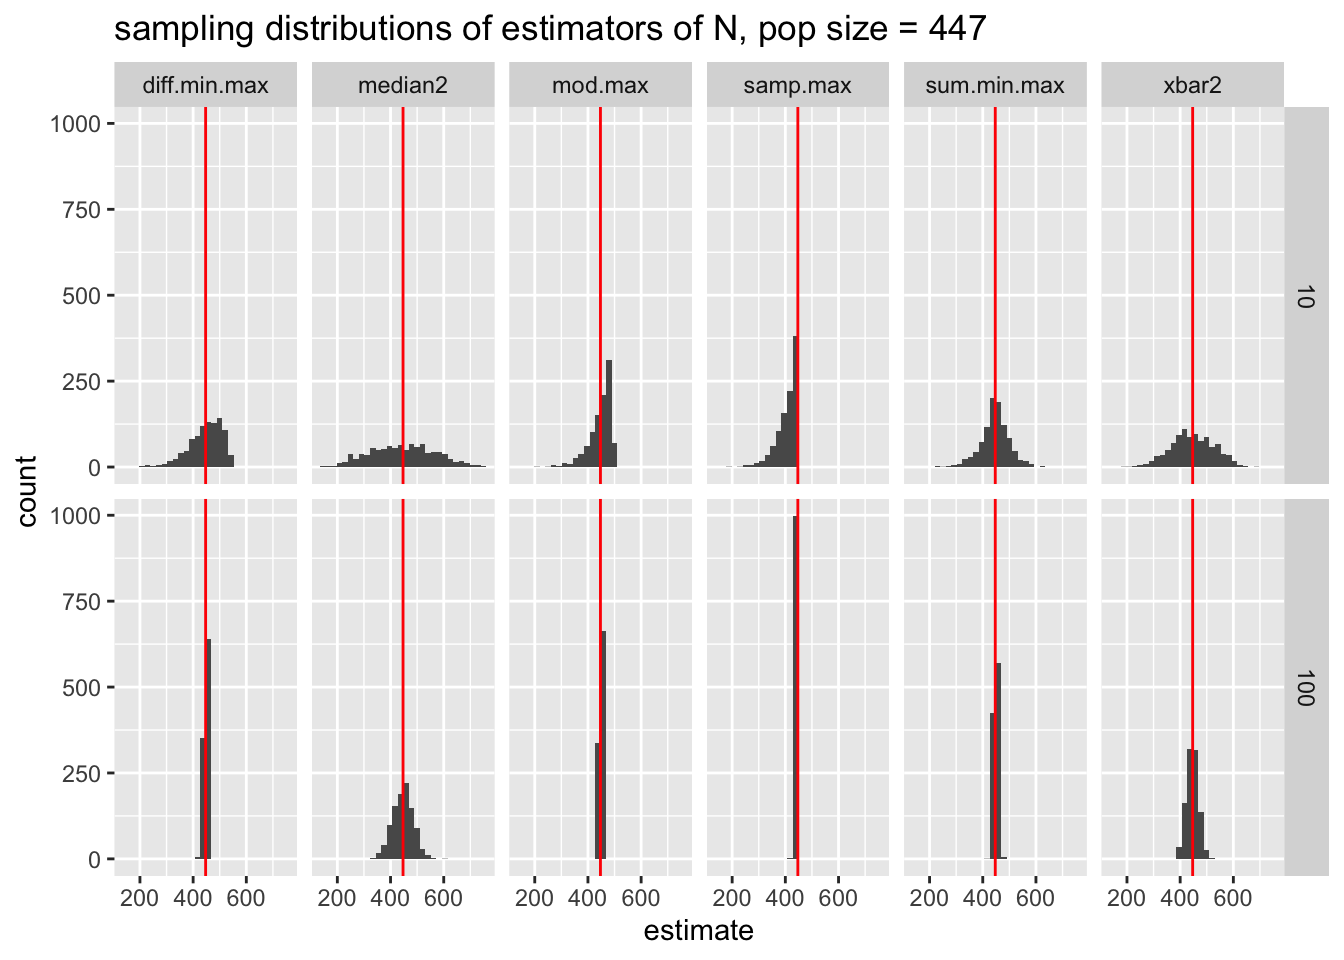 sampling distributions of estimators of N, pop size = 447
diff.min.max median2 mod.max samp.max sum.min.max xbar2
1000
750
500
250
0
10
count
1000
750
500
250
0
100
200 400 600 200 400 600 200 400 600 200 400 600 200 400 600 200 400 600
estimate